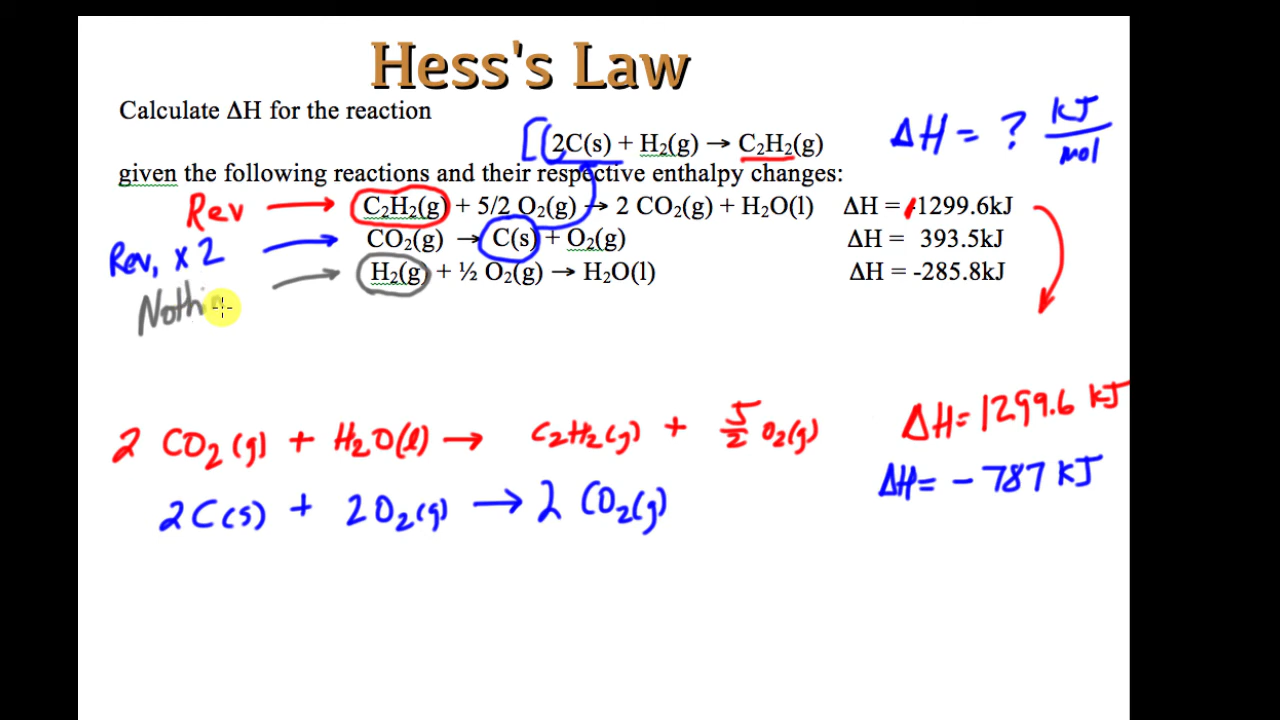 Hess's Law
Calculate ΔH for the reaction
[2C(s) + H₂(g) → C₂H₂(g)
ΔH = ? kJ/mol
given the following reactions and their respective enthalpy changes:
Rev → C₂H₂(g) + 5/2 O₂(g) → 2 CO₂(g) + H₂O(l) ΔH = -1299.6kJ
Rev, x 2 → CO₂(g) → C(s) + O₂(g) ΔH = 393.5kJ
Nothi → H₂(g) + ½ O₂(g) → H₂O(l) ΔH = -285.8kJ
2 CO₂(g) + H₂O(l) → C₂H₂(g) + 5/2 O₂(g) ΔH = 1299.6 kJ
2C(s) + 2O₂(g) → 2 CO₂(g) ΔH = - 787 kJ